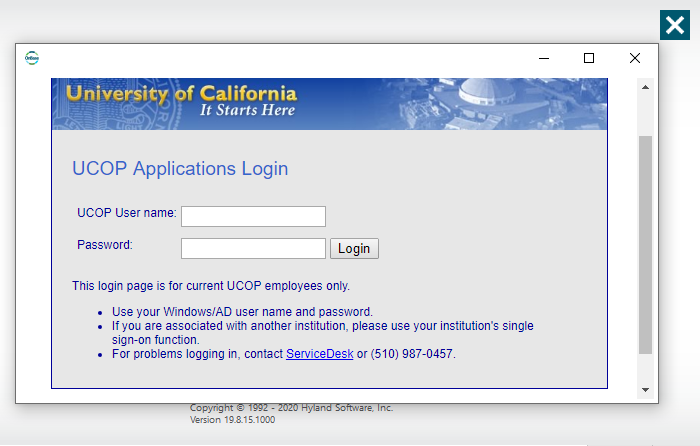 OnBase
University of California
It Starts Here
UCOP Applications Login
UCOP User name:
Password:
Login
This login page is for current UCOP employees only.
• Use your Windows/AD user name and password.
• If you are associated with another institution, please use your institution's single
sign-on function.
• For problems logging in, contact ServiceDesk or (510) 987-0457.
Copyright © 1992 - 2020 Hyland Software, Inc.
Version 19.8.15.1000